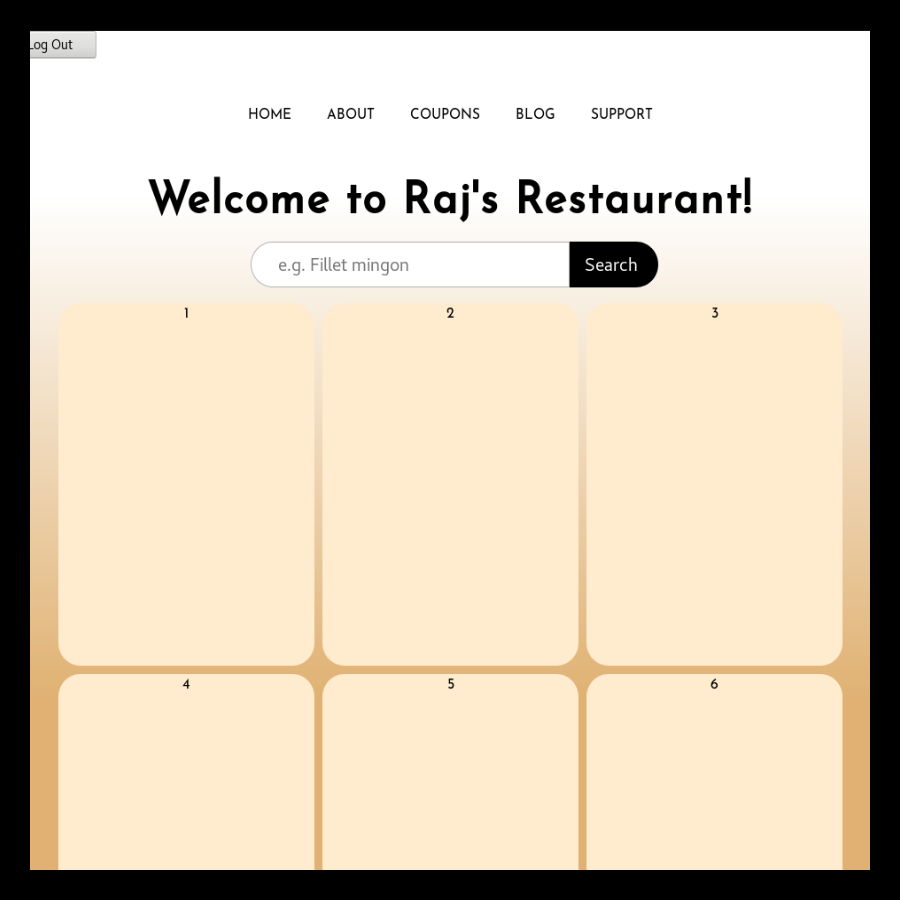 Log Out
HOME ABOUT COUPONS BLOG SUPPORT
Welcome to Raj's Restaurant!
e.g. Fillet mingon Search
1 2 3
4 5 6